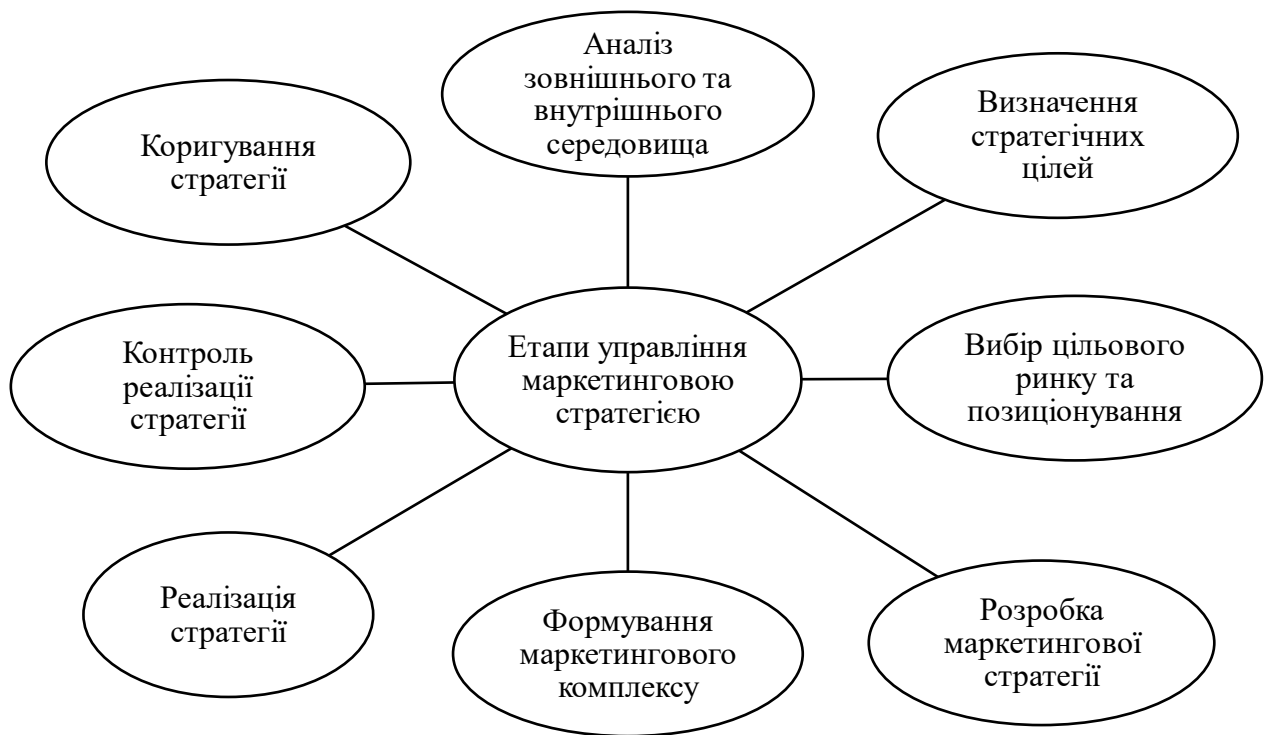 Аналіз
зовнішнього та
внутрішнього
середовища
Визначення
стратегічних
цілей
Вибір цільового
ринку та
позиціонування
Розробка
маркетингової
стратегії
Формування
маркетингового
комплексу
Реалізація
стратегії
Контроль
реалізації
стратегії
Коригування
стратегії
Етапи управління
маркетинговою
стратегією